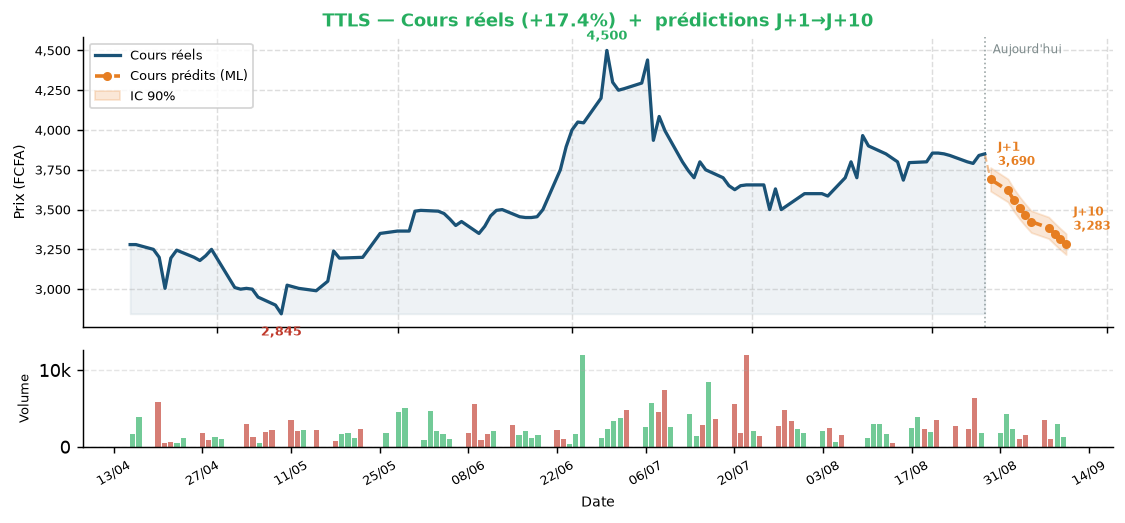 TTLS — Cours réels (+17.4%)  +  prédictions J+1→J+10
4,500
Aujourd'hui
Cours réels
Cours prédits (ML)
IC 90%
4,500
4,250
4,000
3,750
3,500
3,250
3,000
Prix (FCFA)
J+1
3,690
J+10
3,283
2,845
10k
0
Volume
13/04
27/04
11/05
25/05
08/06
22/06
06/07
20/07
03/08
17/08
31/08
14/09
Date